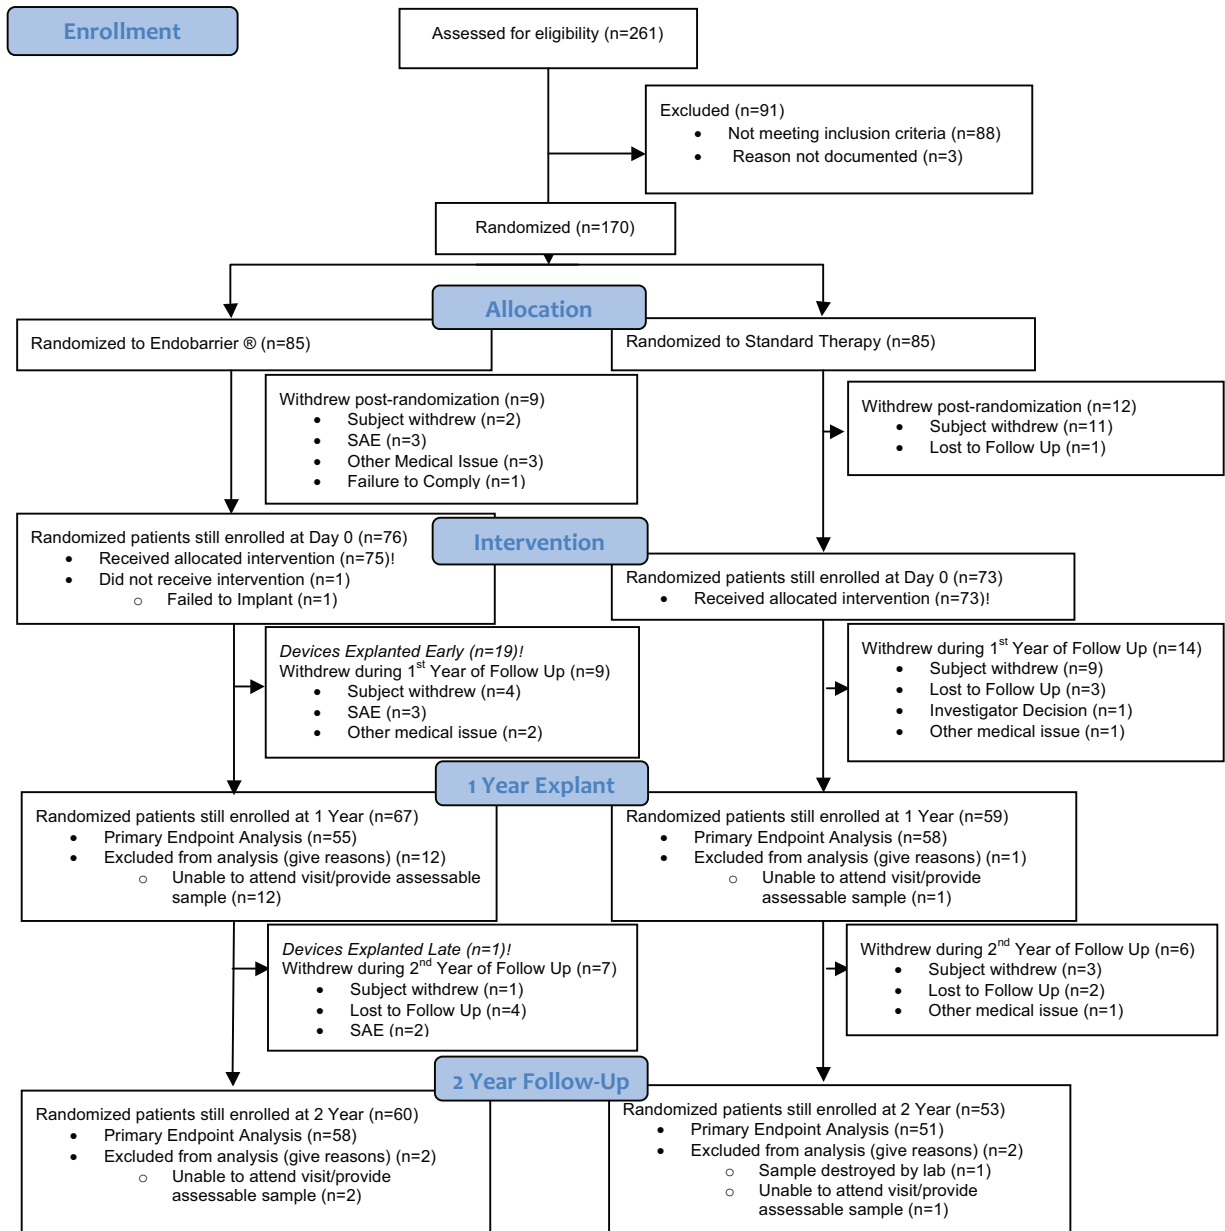 Enrollment
Assessed for eligibility (n=261)
Excluded (n=91)
• Not meeting inclusion criteria (n=88)
• Reason not documented (n=3)
Randomized (n=170)
Allocation
Randomized to Endobarrier ® (n=85)
Randomized to Standard Therapy (n=85)
Withdrew post-randomization (n=9)
• Subject withdrew (n=2)
• SAE (n=3)
• Other Medical Issue (n=3)
• Failure to Comply (n=1)
Withdrew post-randomization (n=12)
• Subject withdrew (n=11)
• Lost to Follow Up (n=1)
Intervention
Randomized patients still enrolled at Day 0 (n=76)
• Received allocated intervention (n=75)!
• Did not receive intervention (n=1)
○ Failed to Implant (n=1)
Randomized patients still enrolled at Day 0 (n=73)
• Received allocated intervention (n=73)!
Devices Explanted Early (n=19)!
Withdrew during 1st Year of Follow Up (n=9)
• Subject withdrew (n=4)
• SAE (n=3)
• Other medical issue (n=2)
Withdrew during 1st Year of Follow Up (n=14)
• Subject withdrew (n=9)
• Lost to Follow Up (n=3)
• Investigator Decision (n=1)
• Other medical issue (n=1)
1 Year Explant
Randomized patients still enrolled at 1 Year (n=67)
• Primary Endpoint Analysis (n=55)
• Excluded from analysis (give reasons) (n=12)
○ Unable to attend visit/provide assessable
sample (n=12)
Randomized patients still enrolled at 1 Year (n=59)
• Primary Endpoint Analysis (n=58)
• Excluded from analysis (give reasons) (n=1)
○ Unable to attend visit/provide
assessable sample (n=1)
Devices Explanted Late (n=1)!
Withdrew during 2nd Year of Follow Up (n=7)
• Subject withdrew (n=1)
• Lost to Follow Up (n=4)
• SAE (n=2)
Withdrew during 2nd Year of Follow Up (n=6)
• Subject withdrew (n=3)
• Lost to Follow Up (n=2)
• Other medical issue (n=1)
2 Year Follow-Up
Randomized patients still enrolled at 2 Year (n=60)
• Primary Endpoint Analysis (n=58)
• Excluded from analysis (give reasons) (n=2)
○ Unable to attend visit/provide
assessable sample (n=2)
Randomized patients still enrolled at 2 Year (n=53)
• Primary Endpoint Analysis (n=51)
• Excluded from analysis (give reasons) (n=2)
○ Sample destroyed by lab (n=1)
○ Unable to attend visit/provide
assessable sample (n=1)